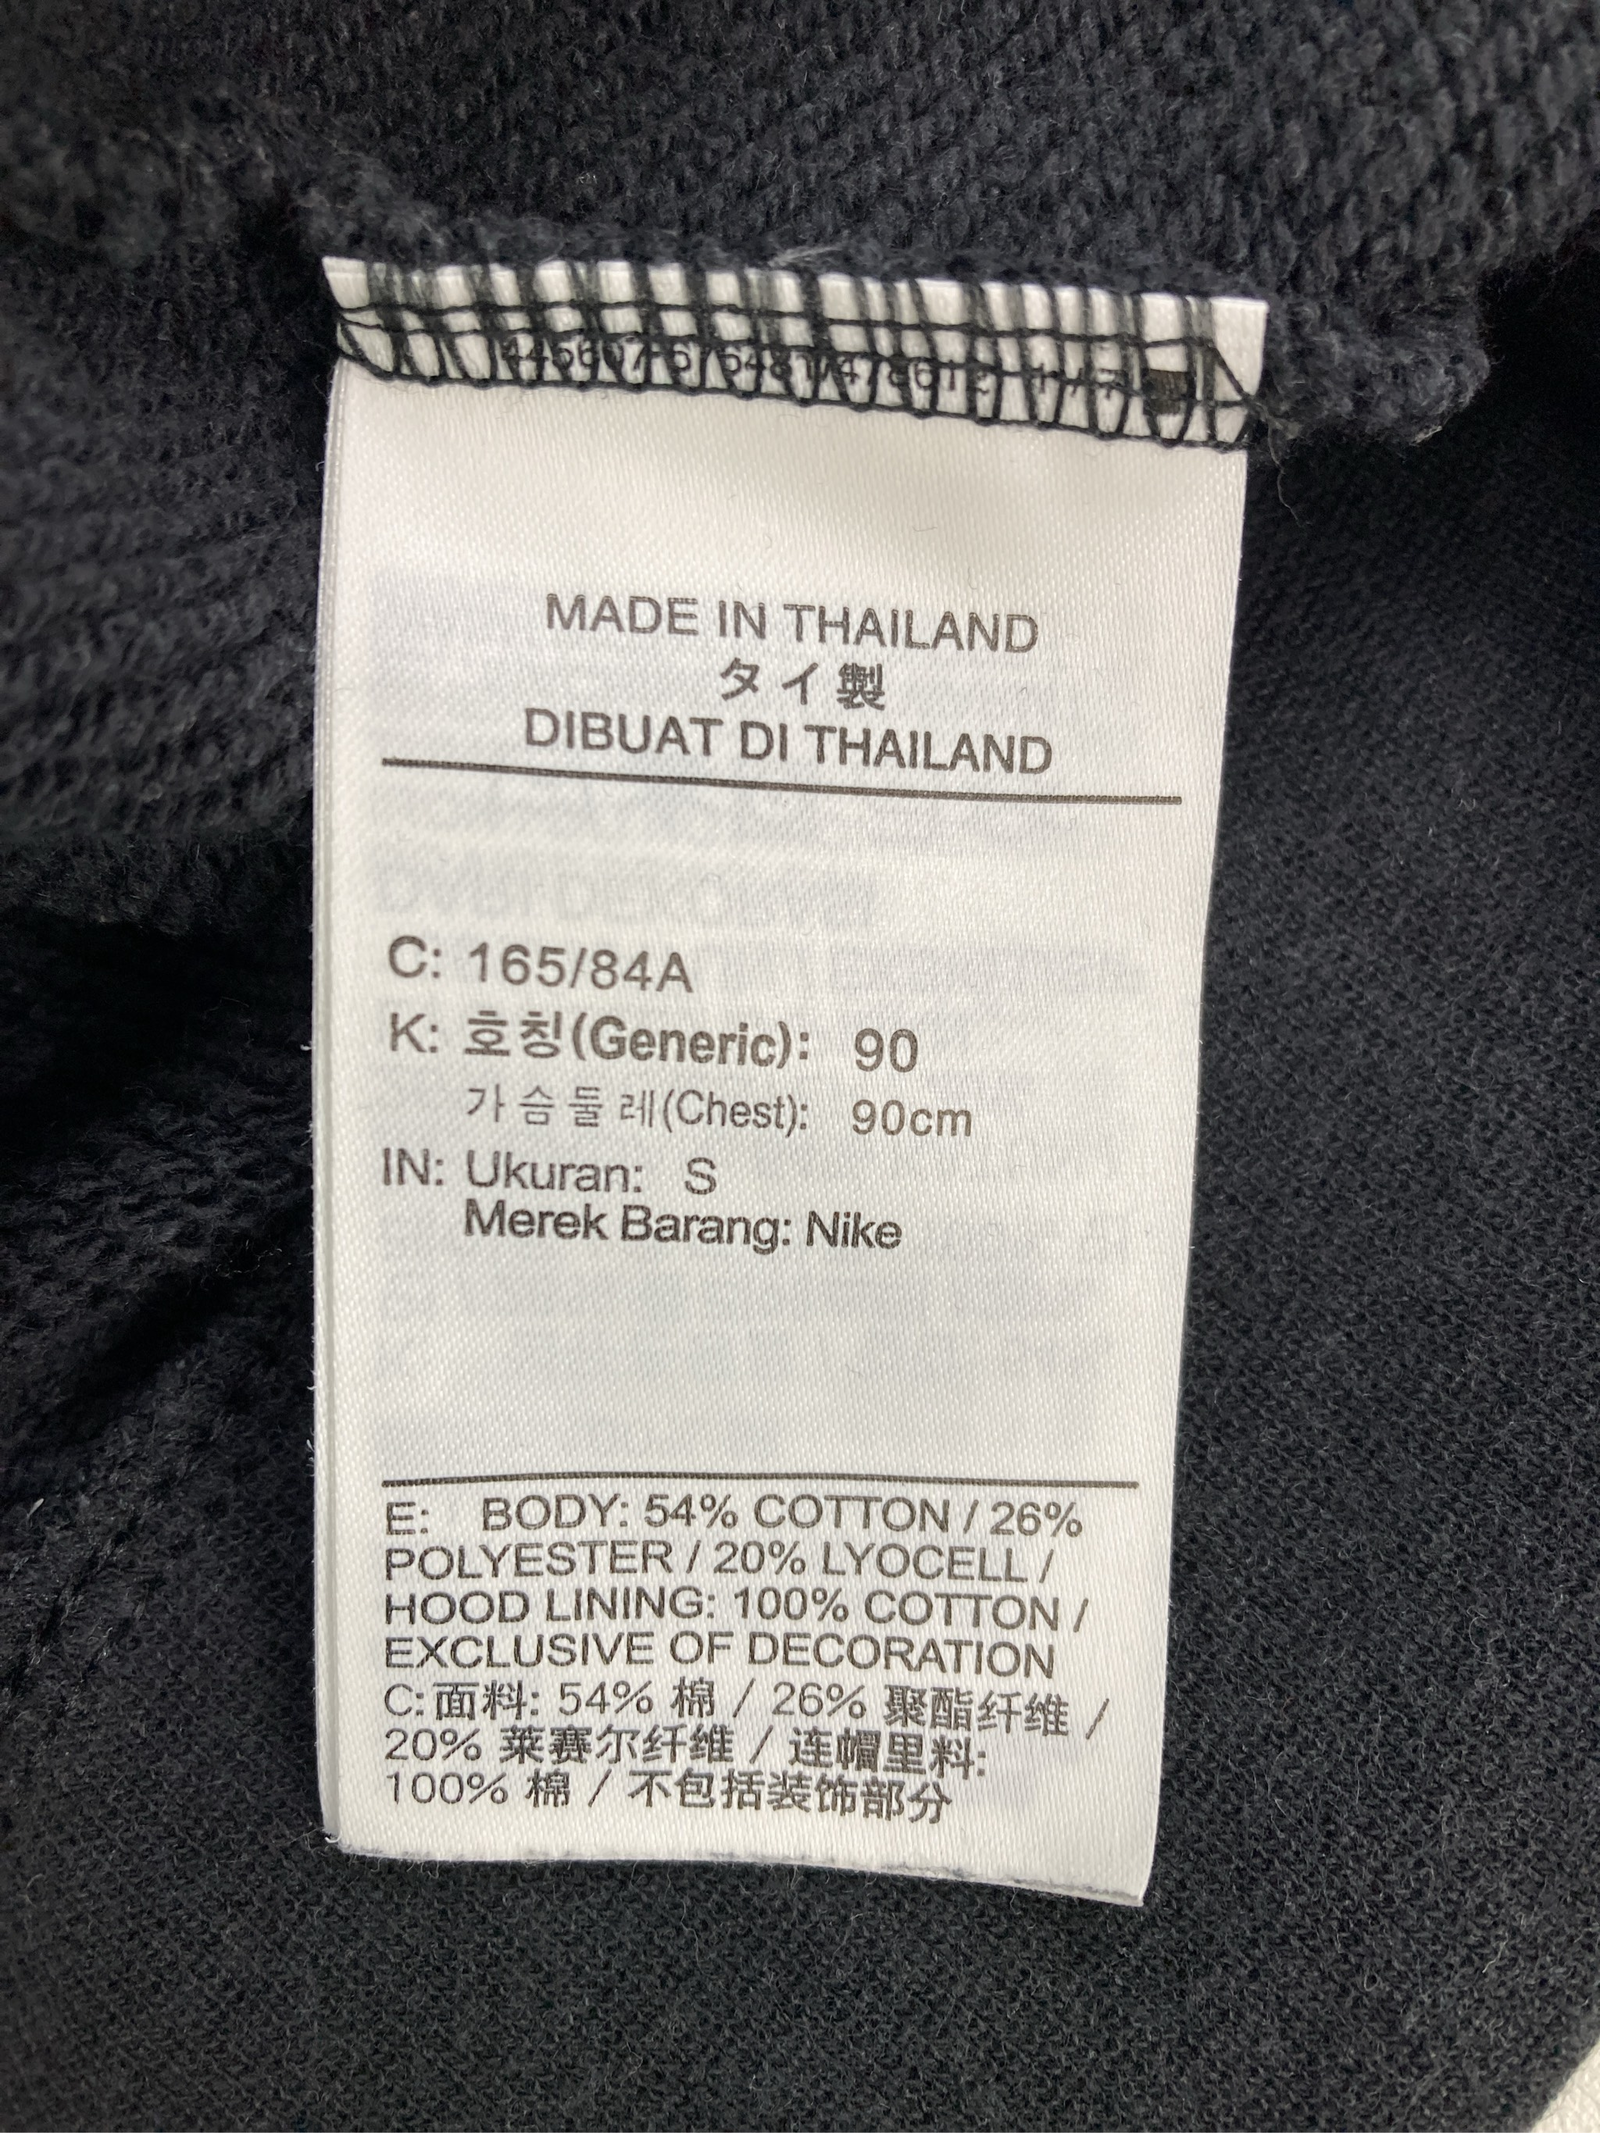 MADE IN THAILAND
タイ製
DIBUAT DI THAILAND
C: 165/84A
K: 호칭(Generic): 90
가슴둘레(Chest): 90cm
IN: Ukuran: S
Merek Barang: Nike
E: BODY: 54% COTTON / 26%
POLYESTER / 20% LYOCELL /
HOOD LINING: 100% COTTON /
EXCLUSIVE OF DECORATION
C:面料: 54% 棉 / 26% 聚酯纤维 /
20% 莱赛尔纤维 / 连帽里料:
100% 棉 / 不包括装饰部分